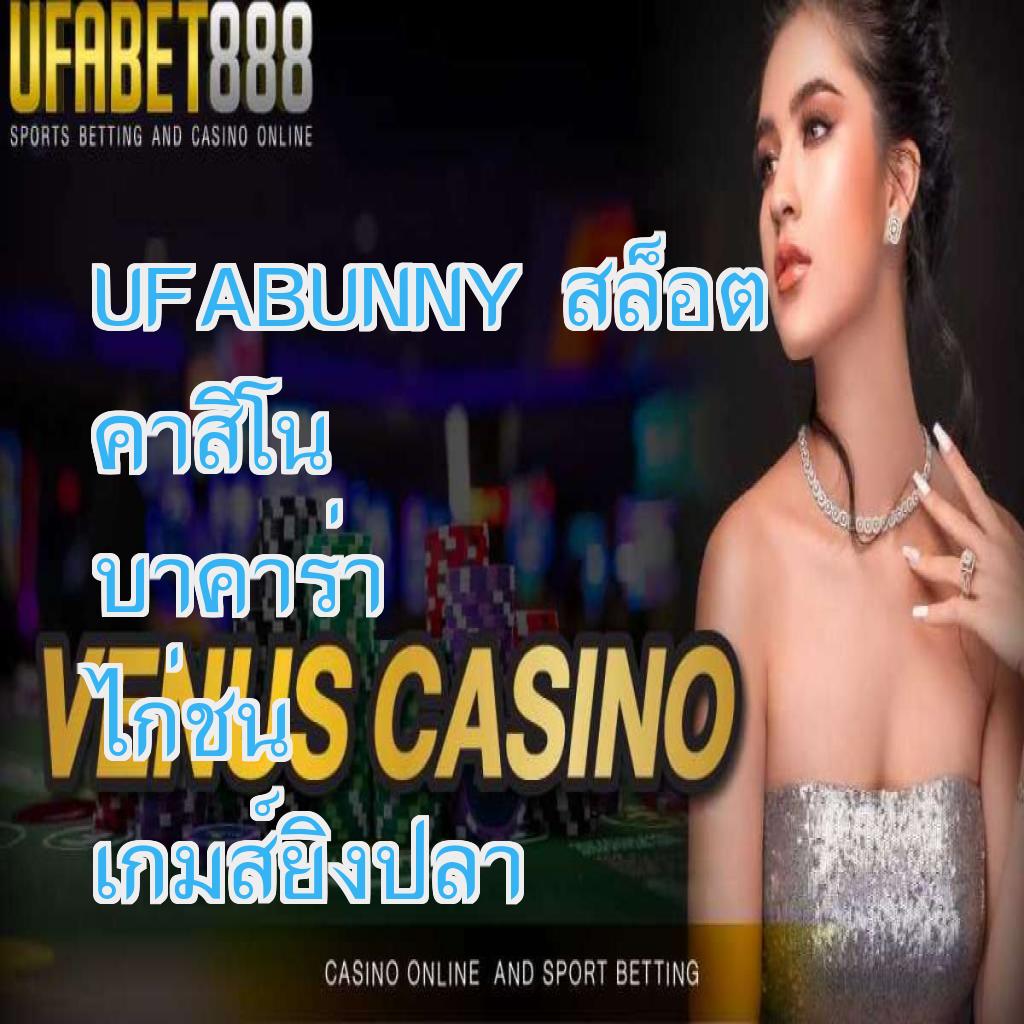 UFABET888
SPORTS BETTING AND CASINO ONLINE
UFABUNNY สล็อต
คาสิโน
บาคาร่า
VENUS CASINO
ไก่ชน
เกมส์ยิงปลา
CASINO ONLINE AND SPORT BETTING